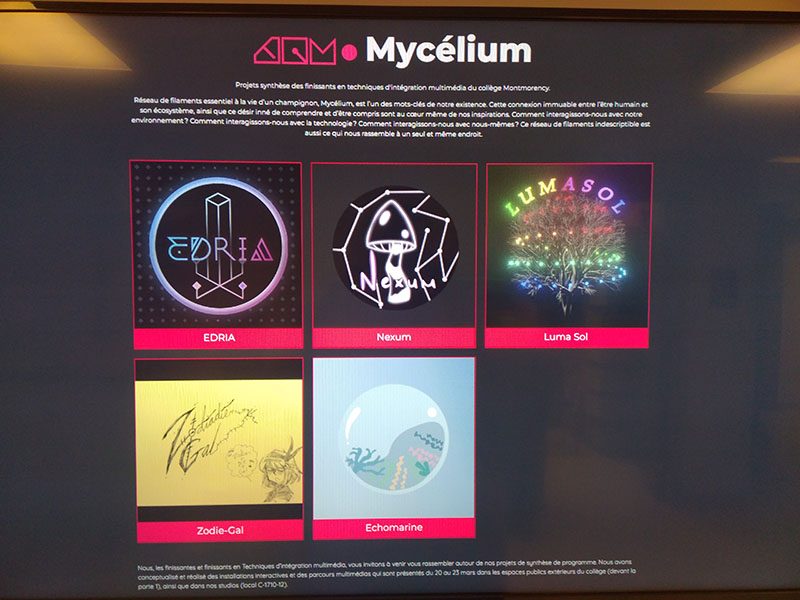 Mycélium
Projets synthèse des finissants en techniques d'intégration multimédia du collège Montmorency.
Réseau de filaments essentiel à la vie d'un champignon, Mycélium, est l'un des mots-clés de notre existence. Cette connexion immuable entre l'être humain et
son écosystème, ainsi que ce désir inné de comprendre et d'être compris sont au cœur même de nos inspirations. Comment interagissons-nous avec notre
environnement? Comment interagissons-nous avec la technologie? Comment interagissons-nous avec nous-mêmes? Ce réseau de filaments indescriptible est
aussi ce qui nous rassemble à un seul et même endroit.
EDRIA
Nexum
LUMASOL
EDRIA
Nexum
Luma Sol
Gal
Zodie-Gal
Echomarine
Nous, les finissantes et finissants en Techniques d'intégration multimédia, vous invitons à venir vous rassembler autour de nos projets de synthèse de programme. Nous avons
conceptualisé et réalisé des installations interactives et des parcours multimédias qui sont présentés du 20 au 23 mars dans les espaces publics extérieurs du collège (devant la
porte 1), ainsi que dans nos studios (local C-1710-12).